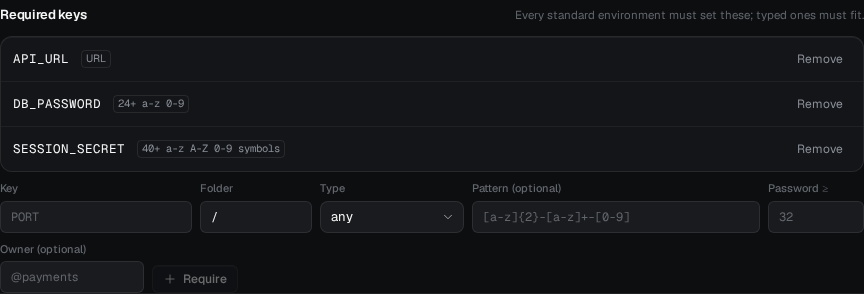 Required keys
Every standard environment must set these; typed ones must fit.
API_URL URL Remove
DB_PASSWORD 24+ a-z 0-9 Remove
SESSION_SECRET 40+ a-z A-Z 0-9 symbols Remove
Key Folder Type Pattern (optional) Password ≥
PORT / any [a-z]{2}-[a-z]+-[0-9] 32
Owner (optional)
@payments + Require